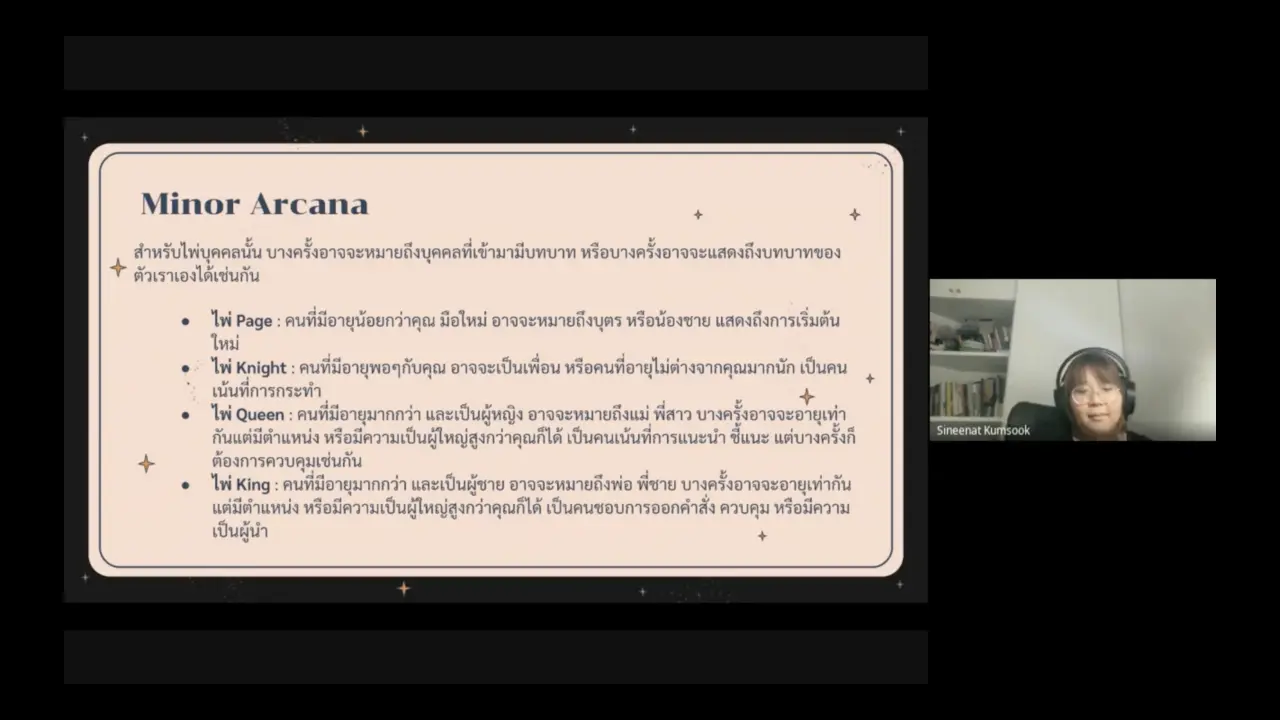 Minor Arcana
สำหรับไพ่บุคคลนั้น บางครั้งอาจจะหมายถึงบุคคลที่เข้ามามีบทบาท หรือบางครั้งอาจจะแสดงถึงบทบาทของ
ตัวเราเองได้เช่นกัน
● ไพ่ Page : คนที่มีอายุน้อยกว่าคุณ มือใหม่ อาจจะหมายถึงบุตร หรือน้องชาย แสดงถึงการเริ่มต้น
ใหม่
● ไพ่ Knight : คนที่มีอายุพอๆกับคุณ อาจจะเป็นเพื่อน หรือคนที่อายุไม่ต่างจากคุณมากนัก เป็นคน
เน้นที่การกระทำ
● ไพ่ Queen : คนที่มีอายุมากกว่า และเป็นผู้หญิง อาจจะหมายถึงแม่ พี่สาว บางครั้งอาจจะอายุเท่า
กันแต่มีตำแหน่ง หรือมีความเป็นผู้ใหญ่สูงกว่าคุณก็ได้ เป็นคนเน้นที่การแนะนำ ชี้แนะ แต่บางครั้งก็
ต้องการควบคุมเช่นกัน
● ไพ่ King : คนที่มีอายุมากกว่า และเป็นผู้ชาย อาจจะหมายถึงพ่อ พี่ชาย บางครั้งอาจจะอายุเท่ากัน
แต่มีตำแหน่ง หรือมีความเป็นผู้ใหญ่สูงกว่าคุณก็ได้ เป็นคนชอบการออกคำสั่ง ควบคุม หรือมีความ
เป็นผู้นำ
Sineenat Kumsook